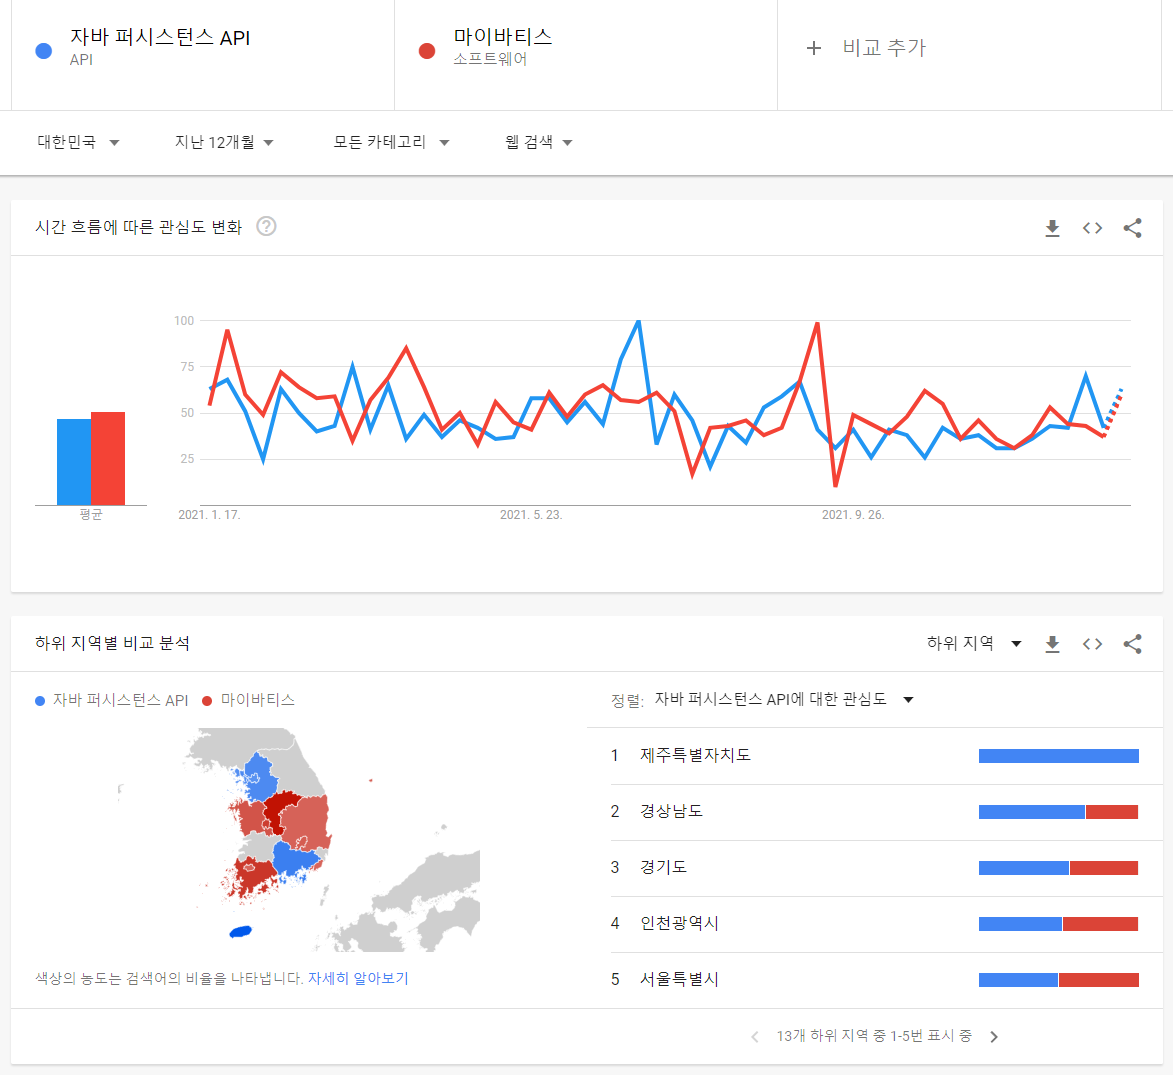 자바 퍼시스턴스 API
API
마이바티스
소프트웨어
+ 비교 추가
대한민국
지난 12개월
모든 카테고리
웹 검색
시간 흐름에 따른 관심도 변화 ?
100
75
50
25
평균
2021. 1. 17.
2021. 5. 23.
2021. 9. 26.
하위 지역별 비교 분석
하위 지역
자바 퍼시스턴스 API
마이바티스
색상의 농도는 검색어의 비율을 나타냅니다. 자세히 알아보기
정렬: 자바 퍼시스턴스 API에 대한 관심도
1 제주특별자치도
2 경상남도
3 경기도
4 인천광역시
5 서울특별시
13개 하위 지역 중 1-5번 표시 중